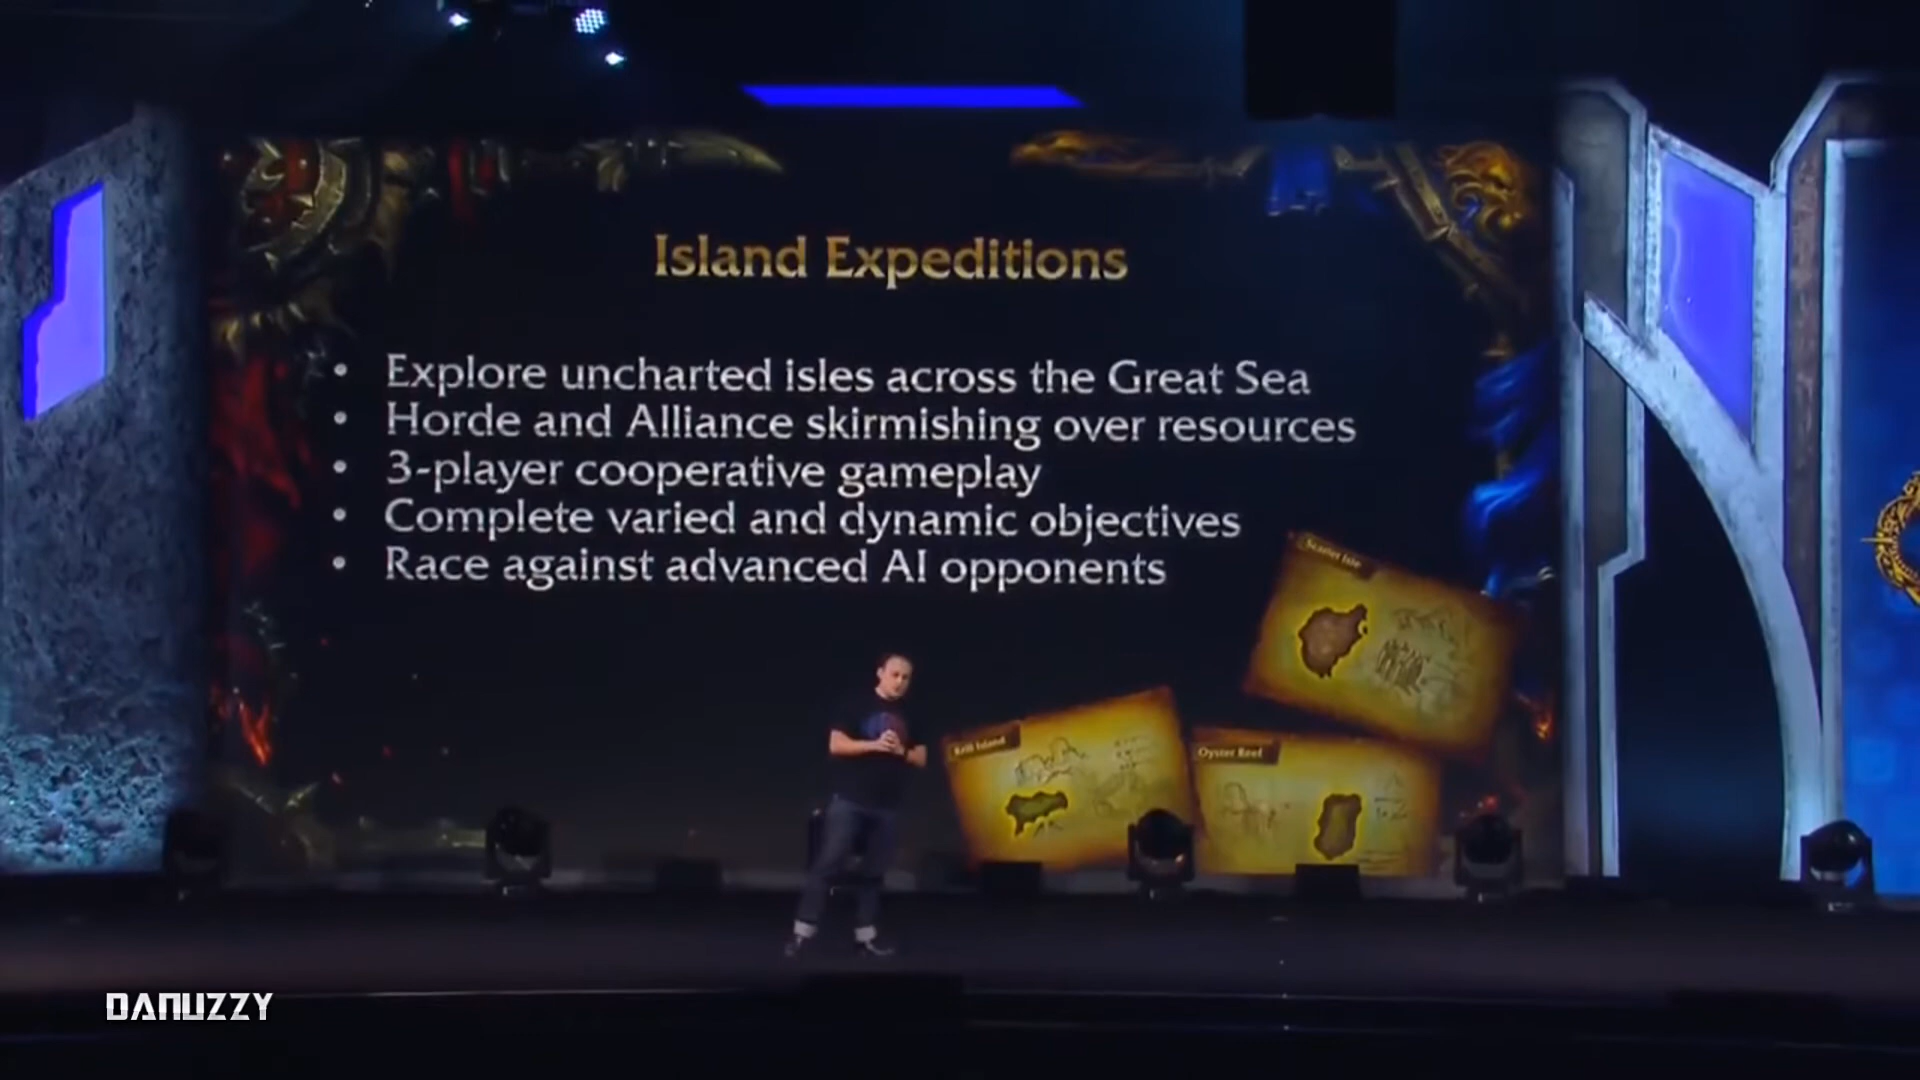 Island Expeditions
• Explore uncharted isles across the Great Sea
• Horde and Alliance skirmishing over resources
• 3-player cooperative gameplay
• Complete varied and dynamic objectives
• Race against advanced AI opponents
Scarlet Isle
Krill Island
Oyster Reef
DANUZZY